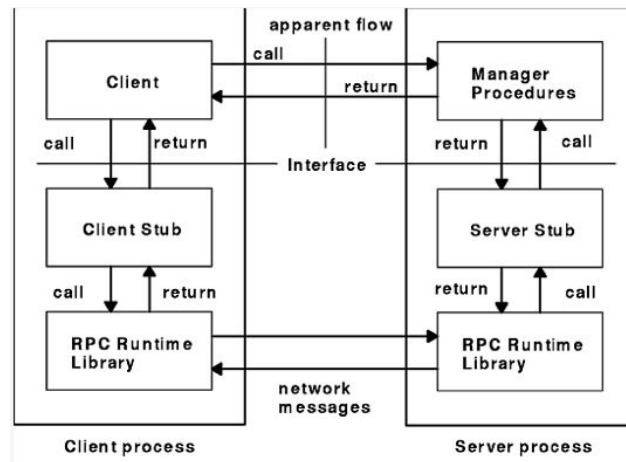 apparent flow
call
Client
Manager
Procedures
return
call
return
return
call
Interface
Client Stub
Server Stub
call
return
return
call
RPC Runtime
Library
RPC Runtime
Library
network
messages
Client process
Server process